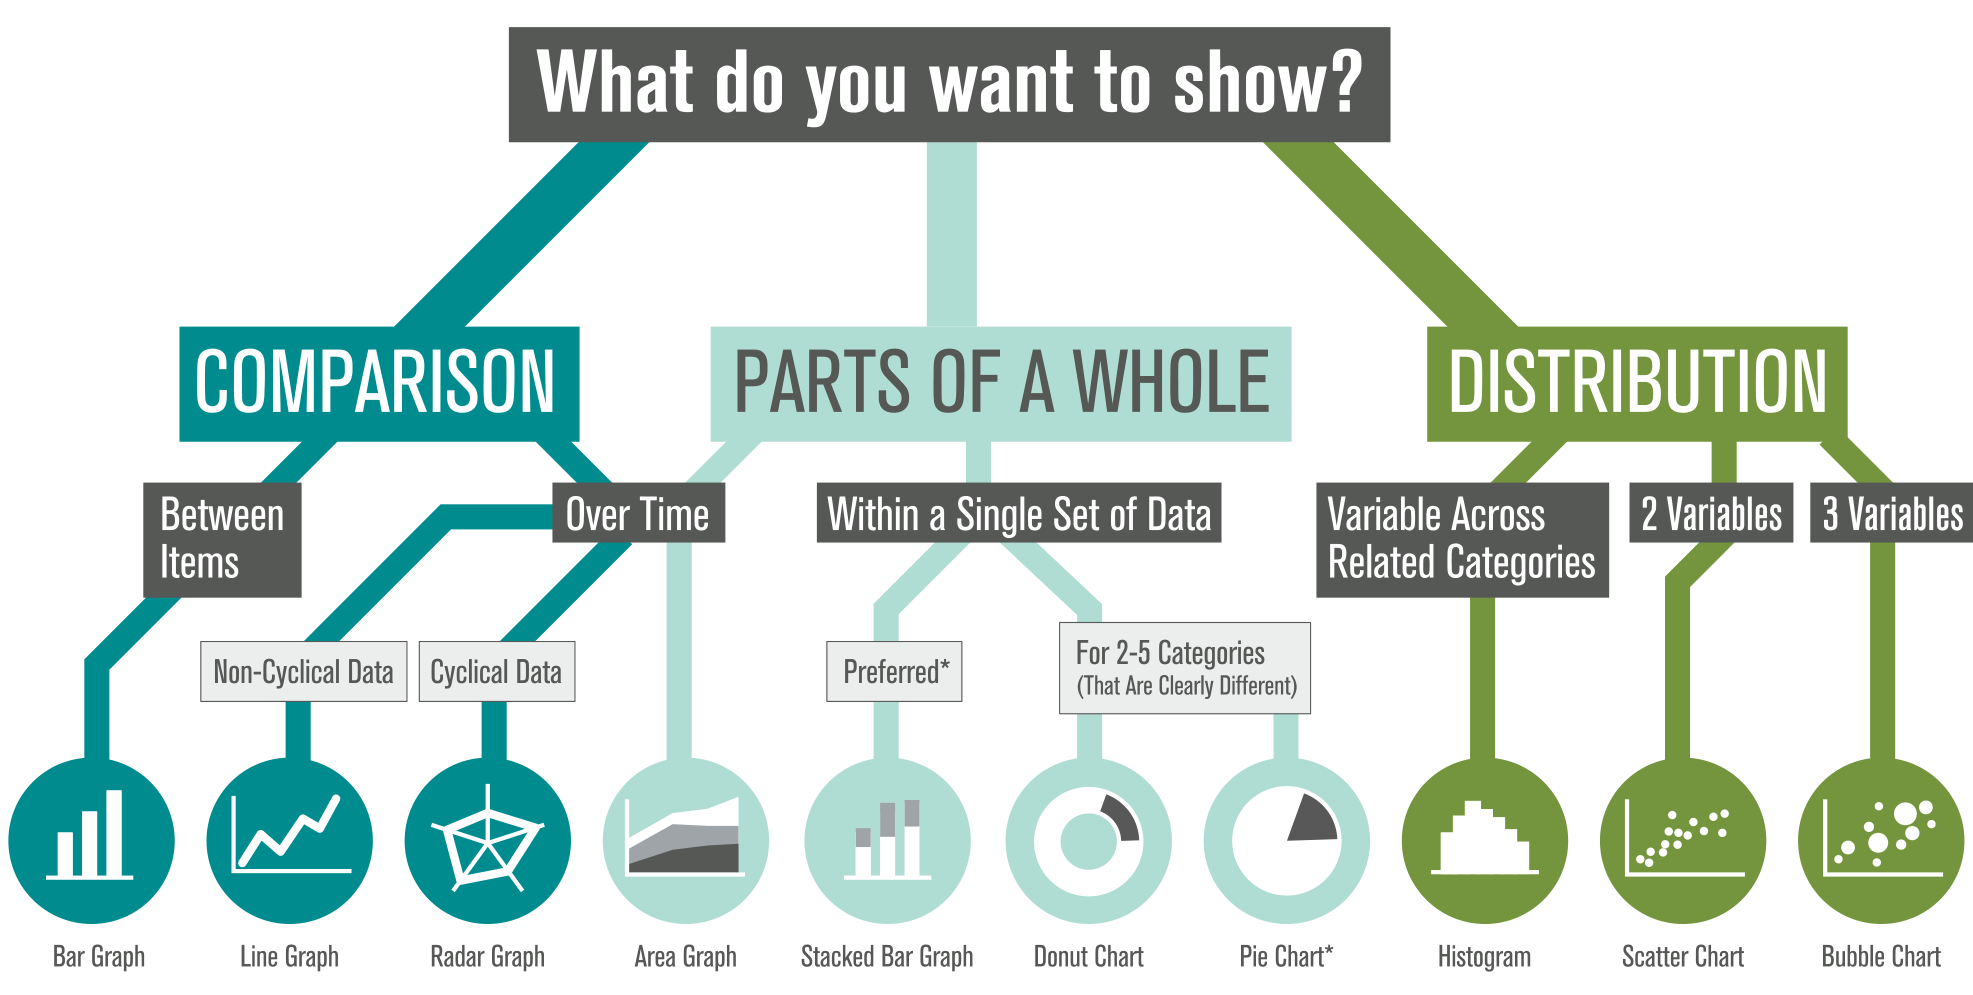 What do you want to show?
COMPARISON
PARTS OF A WHOLE
DISTRIBUTION
Between
Items
Over Time
Within a Single Set of Data
Variable Across
Related Categories
2 Variables
3 Variables
Non-Cyclical Data
Cyclical Data
Preferred*
For 2-5 Categories
(That Are Clearly Different)
Bar Graph
Line Graph
Radar Graph
Area Graph
Stacked Bar Graph
Donut Chart
Pie Chart*
Histogram
Scatter Chart
Bubble Chart